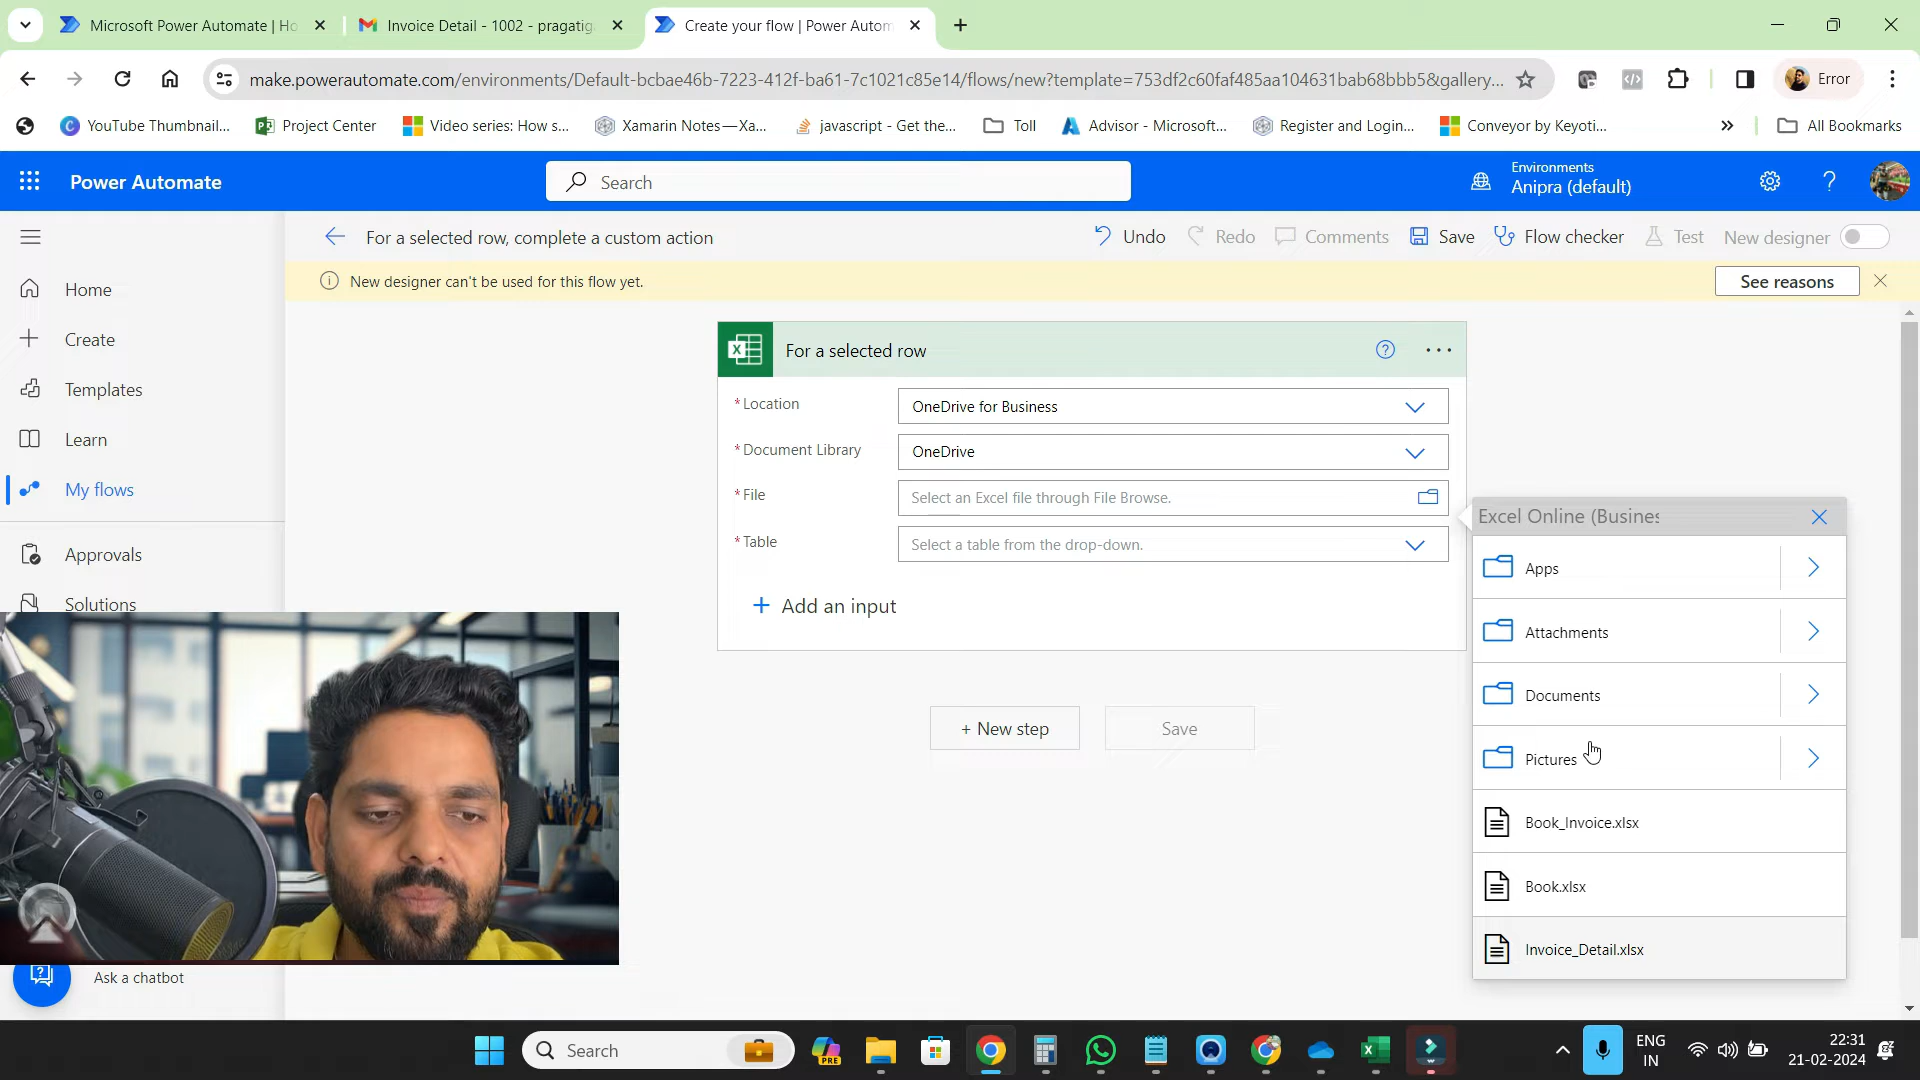 Microsoft Power Automate | Ho
Invoice Detail - 1002 - pragatig
Create your flow | Power Autom
make.powerautomate.com/environments/Default-bcbae46b-7223-412f-ba61-7c1021c85e14/flows/new?template=753df2c60faf485aa104631bab68bbb5&gallery...
Error
YouTube Thumbnail...
Project Center
Video series: How s...
Xamarin Notes—Xa...
javascript - Get the...
Toll
Advisor - Microsoft...
Register and Login...
Conveyor by Keyoti...
All Bookmarks
Power Automate
Search
Environments
Anipra (default)
For a selected row, complete a custom action
Undo
Redo
Comments
Save
Flow checker
Test
New designer
New designer can't be used for this flow yet.
See reasons
Home
Create
Templates
Learn
My flows
Approvals
Solutions
Ask a chatbot
For a selected row
* Location
OneDrive for Business
* Document Library
OneDrive
* File
Select an Excel file through File Browse.
* Table
Select a table from the drop-down.
+ Add an input
+ New step
Save
Excel Online (Busines
Apps
Attachments
Documents
Pictures
Book_Invoice.xlsx
Book.xlsx
Invoice_Detail.xlsx
Search
PRE
ENG
IN
22:31
21-02-2024